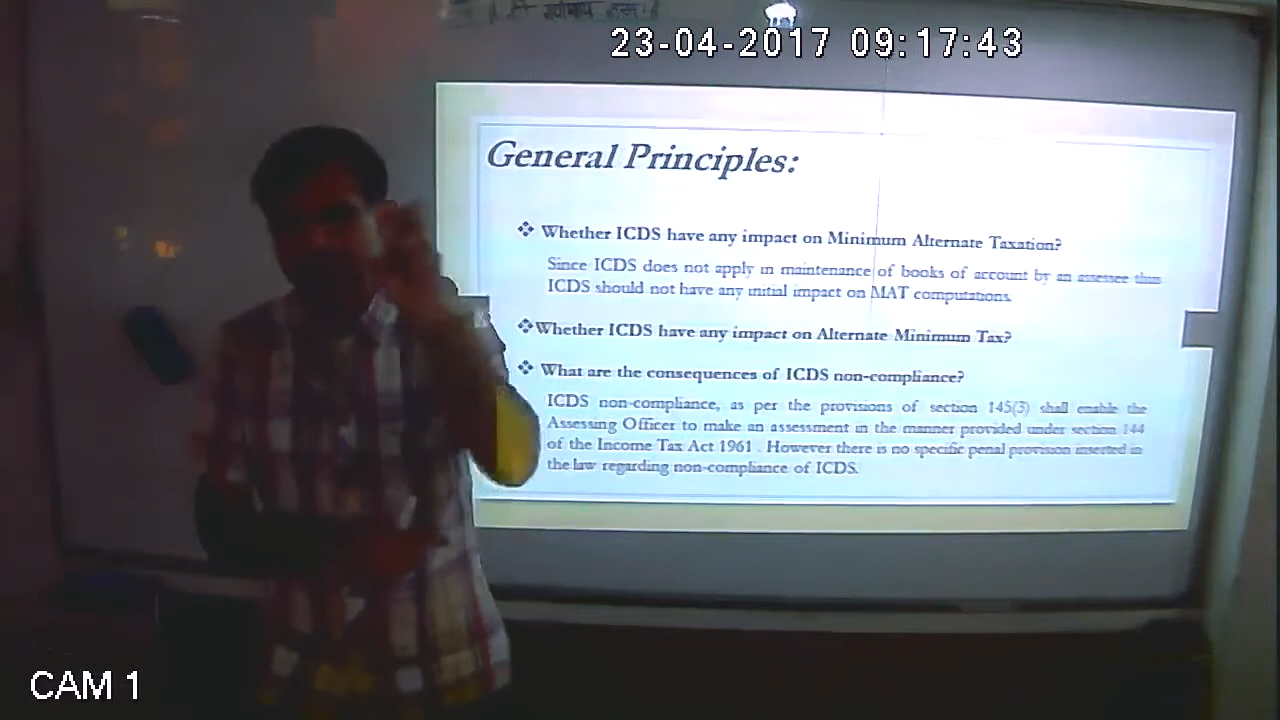 23-04-2017 09:17:43
General Principles:
❖ Whether ICDS have any impact on Minimum Alternate Taxation?
Since ICDS does not apply in maintenance of books of account by an assessee thus
ICDS should not have any initial impact on MAT computations.
❖Whether ICDS have any impact on Alternate Minimum Tax?
❖ What are the consequences of ICDS non-compliance?
ICDS non-compliance, as per the provisions of section 145(3) shall enable the
Assessing Officer to make an assessment in the manner provided under section 144
of the Income Tax Act 1961 . However there is no specific penal provision inserted in
the law regarding non-compliance of ICDS.
CAM 1